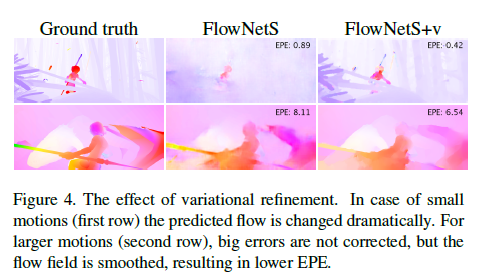 Ground truth FlowNetS FlowNetS+v
EPE: 0.89 EPE: 0.42
EPE: 8.11 EPE: 6.54
Figure 4. The effect of variational refinement. In case of small
motions (first row) the predicted flow is changed dramatically. For
larger motions (second row), big errors are not corrected, but the
flow field is smoothed, resulting in lower EPE.